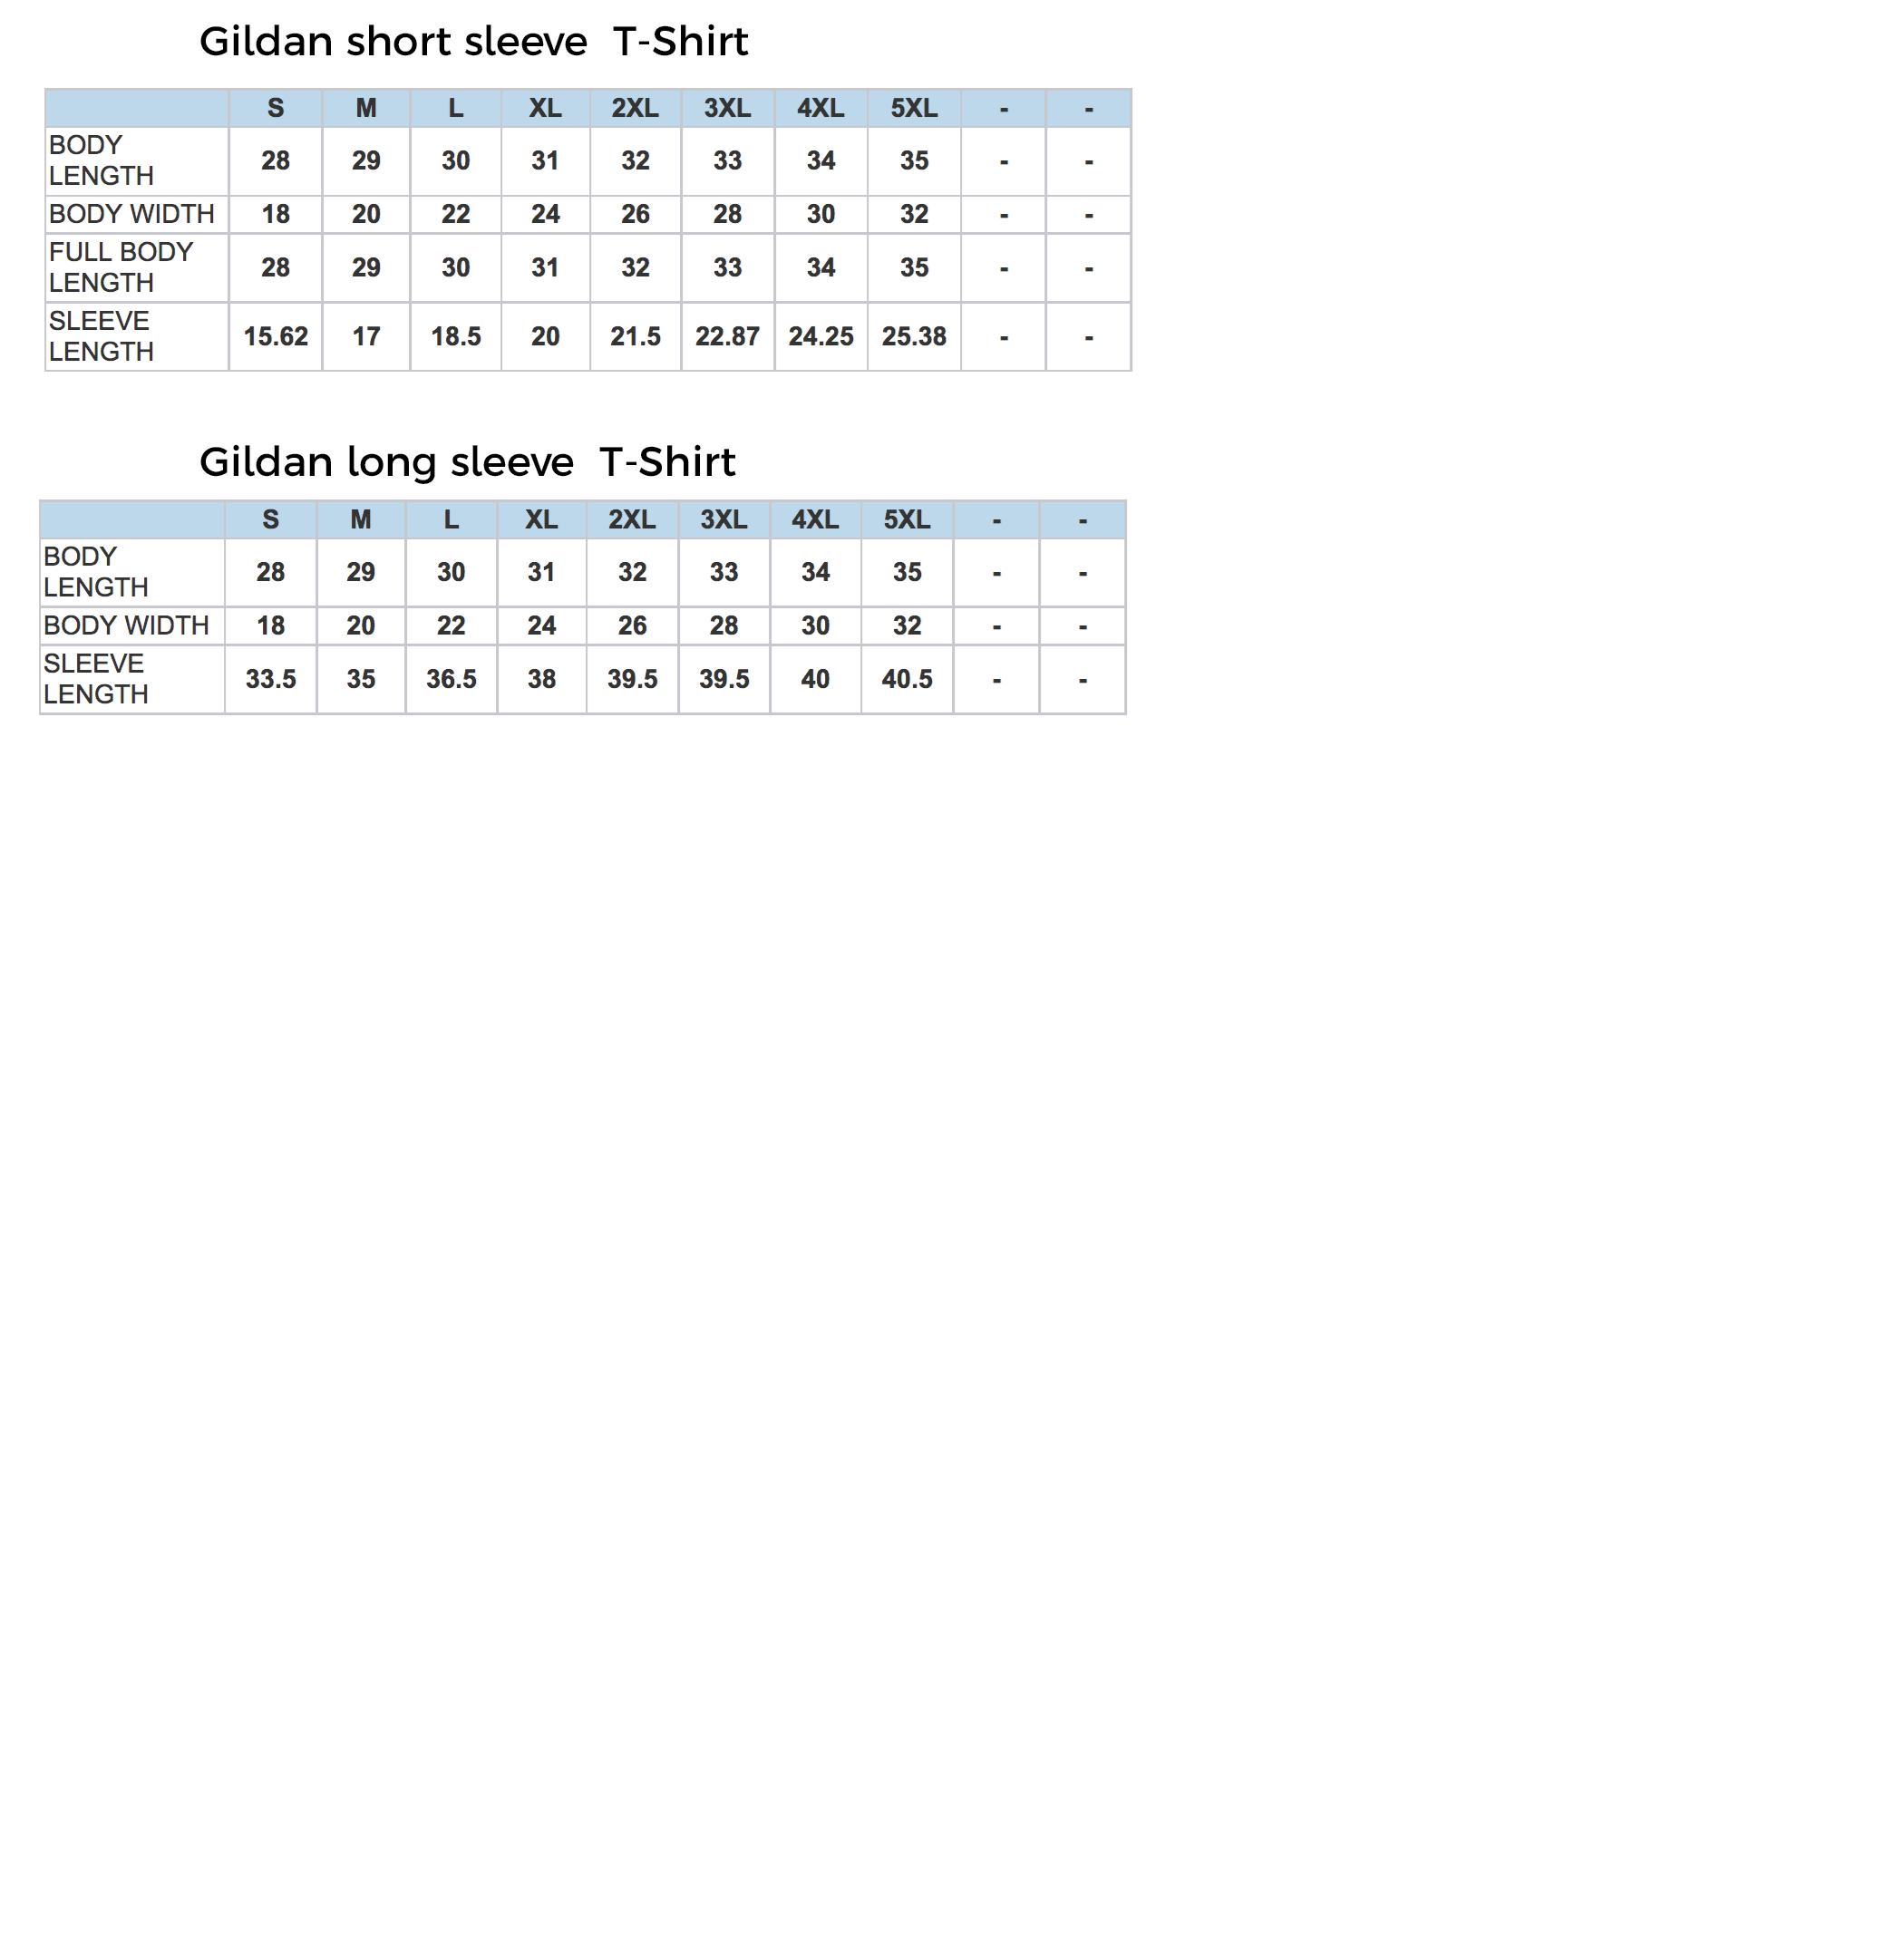 Gildan short sleeve  T-Shirt
S M L XL 2XL 3XL 4XL 5XL - -
BODY
LENGTH 28 29 30 31 32 33 34 35 - -
BODY WIDTH 18 20 22 24 26 28 30 32 - -
FULL BODY
LENGTH 28 29 30 31 32 33 34 35 - -
SLEEVE
LENGTH 15.62 17 18.5 20 21.5 22.87 24.25 25.38 - -
Gildan long sleeve  T-Shirt
S M L XL 2XL 3XL 4XL 5XL - -
BODY
LENGTH 28 29 30 31 32 33 34 35 - -
BODY WIDTH 18 20 22 24 26 28 30 32 - -
SLEEVE
LENGTH 33.5 35 36.5 38 39.5 39.5 40 40.5 - -